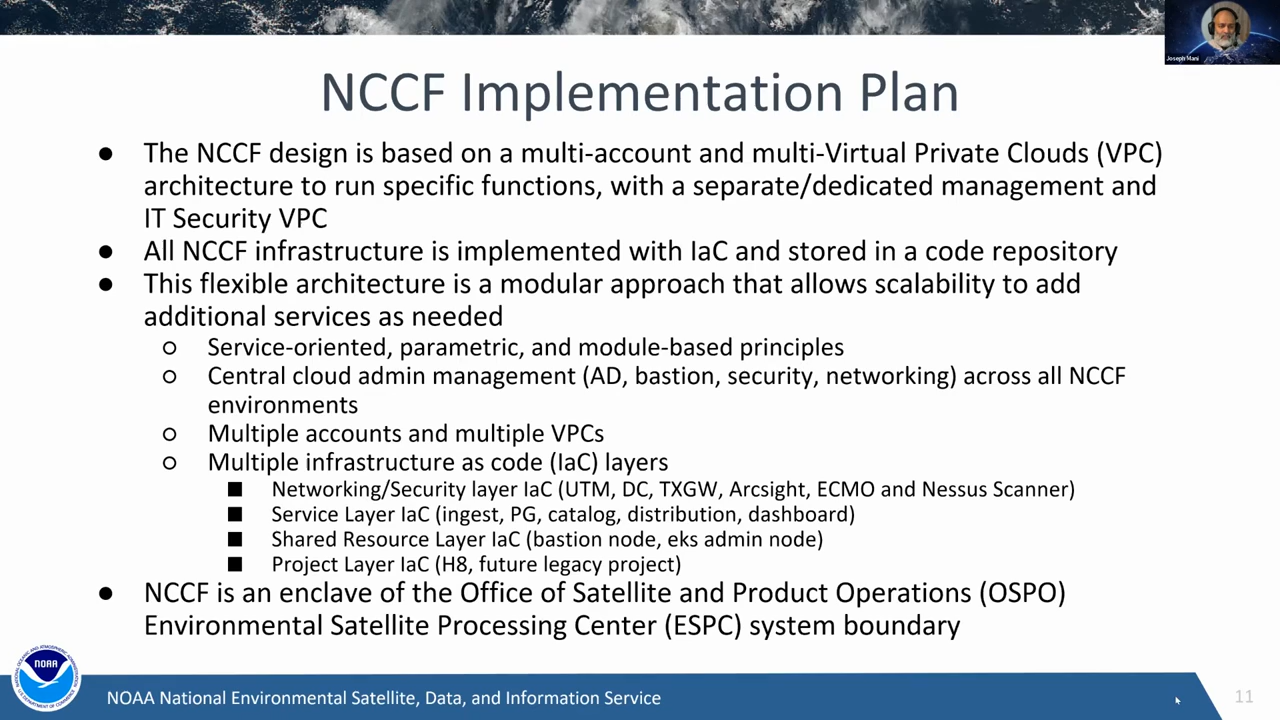 Joseph Mani
NCCF Implementation Plan
● The NCCF design is based on a multi-account and multi-Virtual Private Clouds (VPC)
architecture to run specific functions, with a separate/dedicated management and
IT Security VPC
● All NCCF infrastructure is implemented with IaC and stored in a code repository
● This flexible architecture is a modular approach that allows scalability to add
additional services as needed
○ Service-oriented, parametric, and module-based principles
○ Central cloud admin management (AD, bastion, security, networking) across all NCCF
environments
○ Multiple accounts and multiple VPCs
○ Multiple infrastructure as code (IaC) layers
■ Networking/Security layer IaC (UTM, DC, TXGW, Arcsight, ECMO and Nessus Scanner)
■ Service Layer IaC (ingest, PG, catalog, distribution, dashboard)
■ Shared Resource Layer IaC (bastion node, eks admin node)
■ Project Layer IaC (H8, future legacy project)
● NCCF is an enclave of the Office of Satellite and Product Operations (OSPO)
Environmental Satellite Processing Center (ESPC) system boundary
NOAA
NOAA National Environmental Satellite, Data, and Information Service
11